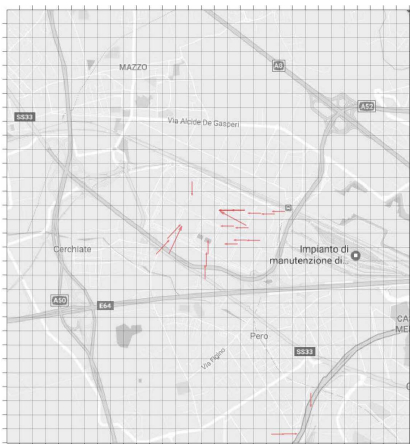 MAZZO
A8
A52
SS33
Via Alcide De Gasperi
Cerchiate
Impianto di
manutenzione di...
A50
E64
Pero
SS33
Via Figino
CA
ME